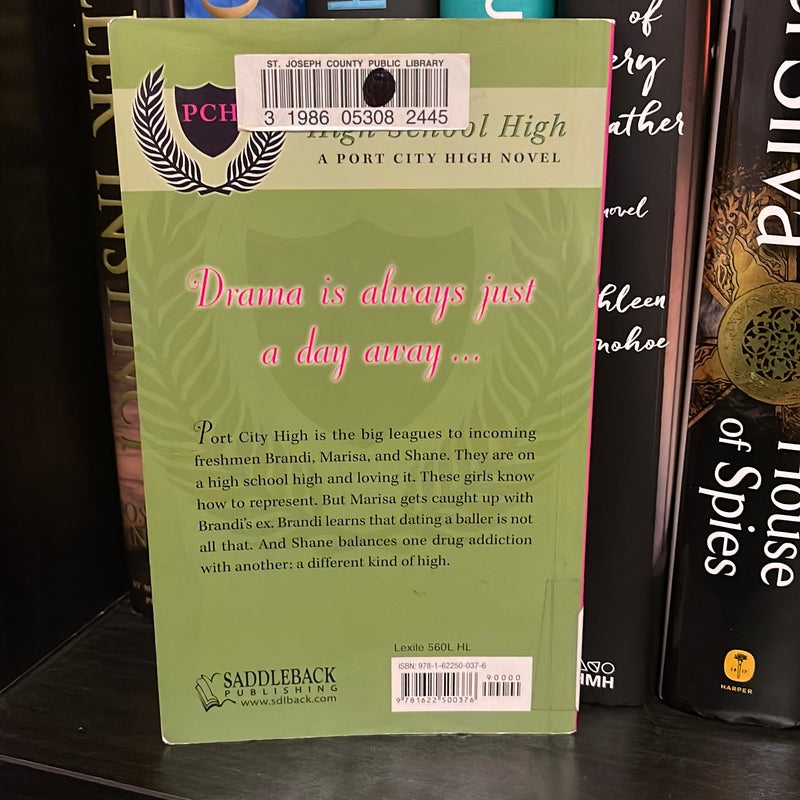 ST. JOSEPH COUNTY PUBLIC LIBRARY
3 1986 05308 2445
PCH
High School High
A PORT CITY HIGH NOVEL
Drama is always just
a day away ...
Port City High is the big leagues to incoming
freshmen Brandi, Marisa, and Shane. They are on
a high school high and loving it. These girls know
how to represent. But Marisa gets caught up with
Brandi's ex. Brandi learns that dating a baller is not
all that. And Shane balances one drug addiction
with another: a different kind of high.
Lexile 560L HL
ISBN: 978-1-62250-037-6
90000
9 781622 500376
SADDLEBACK
PUBLISHING
www.sdlback.com
of
novel
HMH
Silva
House
of Spies
HARPER